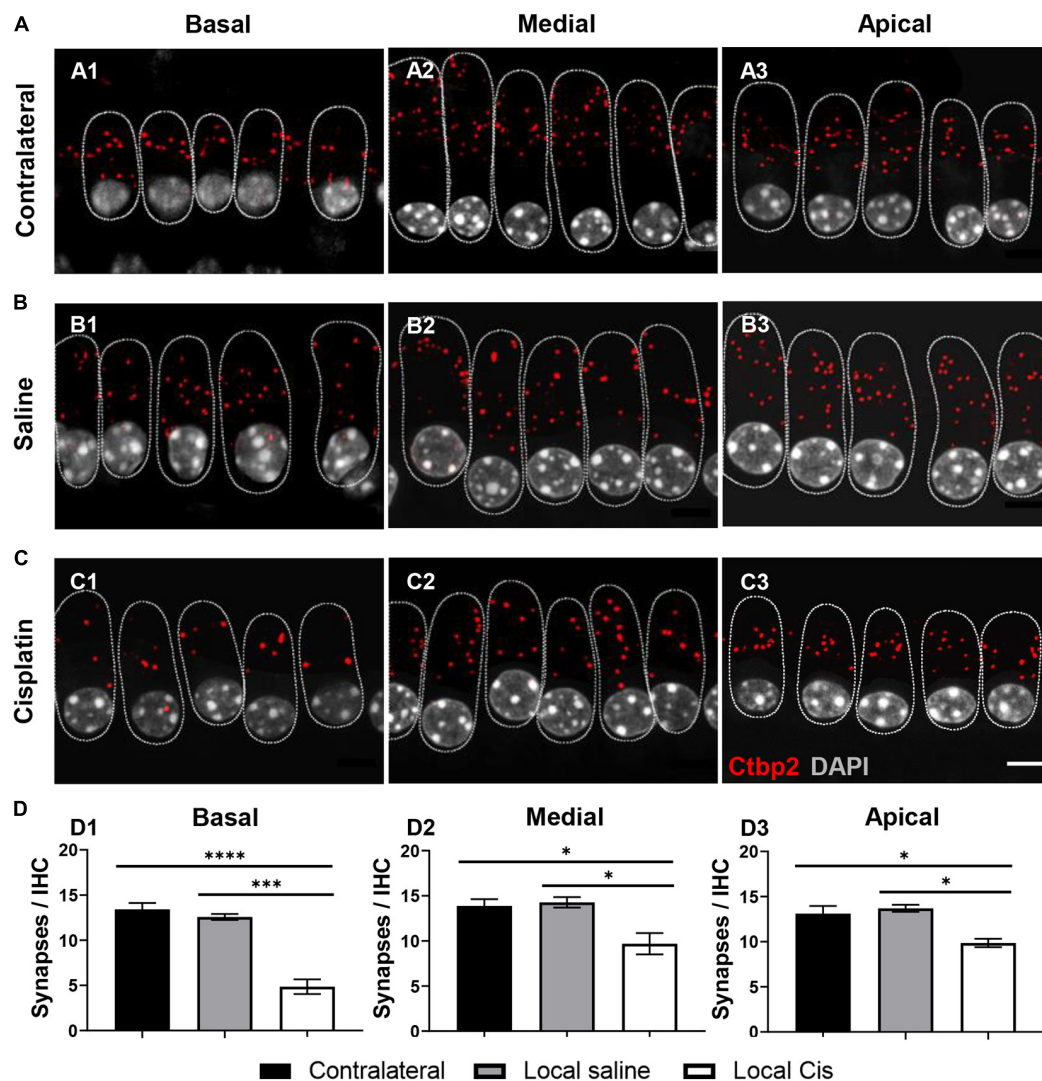 A Basal Medial Apical
Contralateral
A1 A2 A3
B
Saline
B1 B2 B3
C
Cisplatin
C1 C2 C3
Ctbp2 DAPI
D
D1 Basal D2 Medial D3 Apical
Synapses / IHC
20
15
10
5
0
****
***
Synapses / IHC
20
15
10
5
0
*
*
Synapses / IHC
20
15
10
5
0
*
*
Contralateral Local saline Local Cis